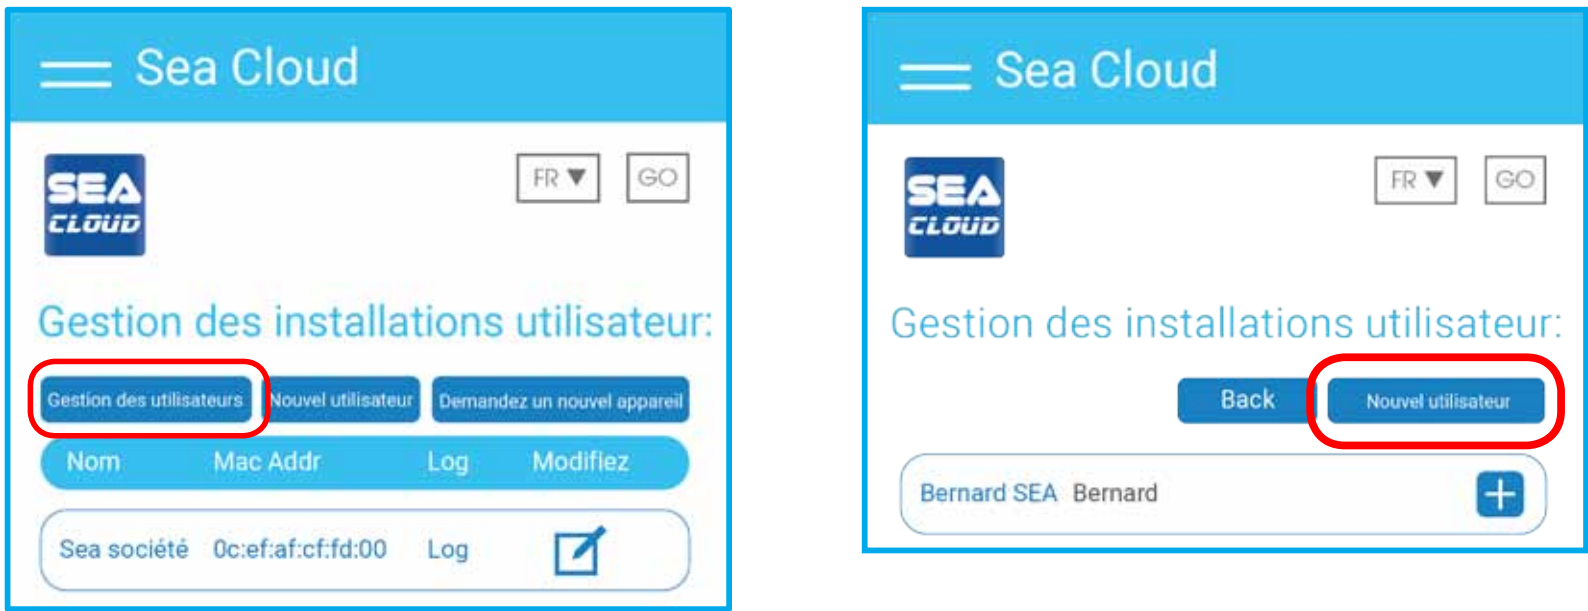 Sea Cloud
SEA
CLOUD
FR ▼ GO
Gestion des installations utilisateur:
Gestion des utilisateurs Nouvel utilisateur Demandez un nouvel appareil
Nom Mac Addr Log Modifiez
Sea société 0c:ef:af:cf:fd:00 Log
Sea Cloud
SEA
CLOUD
FR ▼ GO
Gestion des installations utilisateur:
Back Nouvel utilisateur
Bernard SEA Bernard